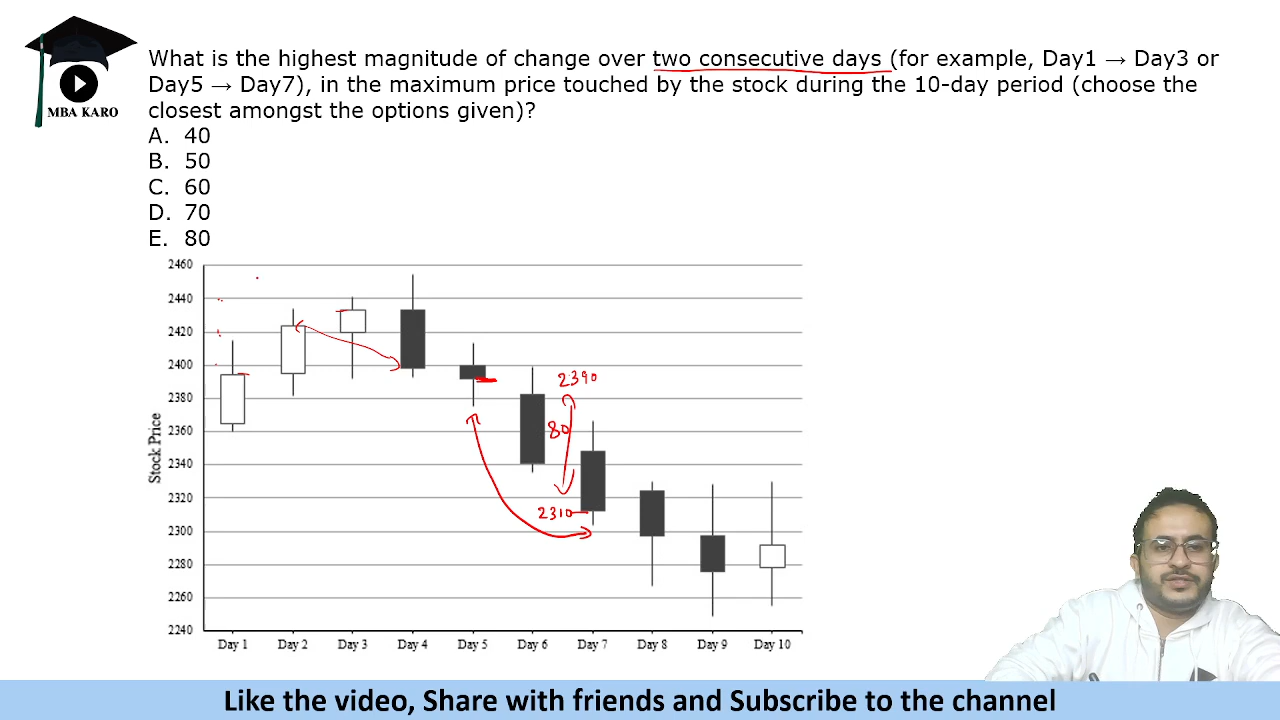 MBA KARO
What is the highest magnitude of change over two consecutive days (for example, Day1 → Day3 or
Day5 → Day7), in the maximum price touched by the stock during the 10-day period (choose the
closest amongst the options given)?
A. 40
B. 50
C. 60
D. 70
E. 80
2460
2440
2420
2400
2380
2360
2340
2320
2300
2280
2260
2240
Stock Price
2390
80
2310
Day 1 Day 2 Day 3 Day 4 Day 5 Day 6 Day 7 Day 8 Day 9 Day 10
Like the video, Share with friends and Subscribe to the channel